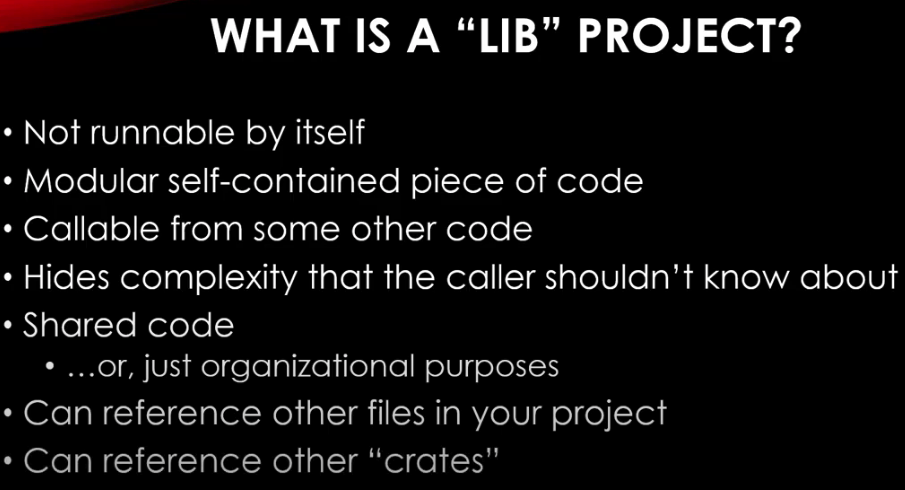 WHAT IS A “LIB” PROJECT?
• Not runnable by itself
• Modular self-contained piece of code
• Callable from some other code
• Hides complexity that the caller shouldn’t know about
• Shared code
• …or, just organizational purposes
• Can reference other files in your project
• Can reference other “crates”